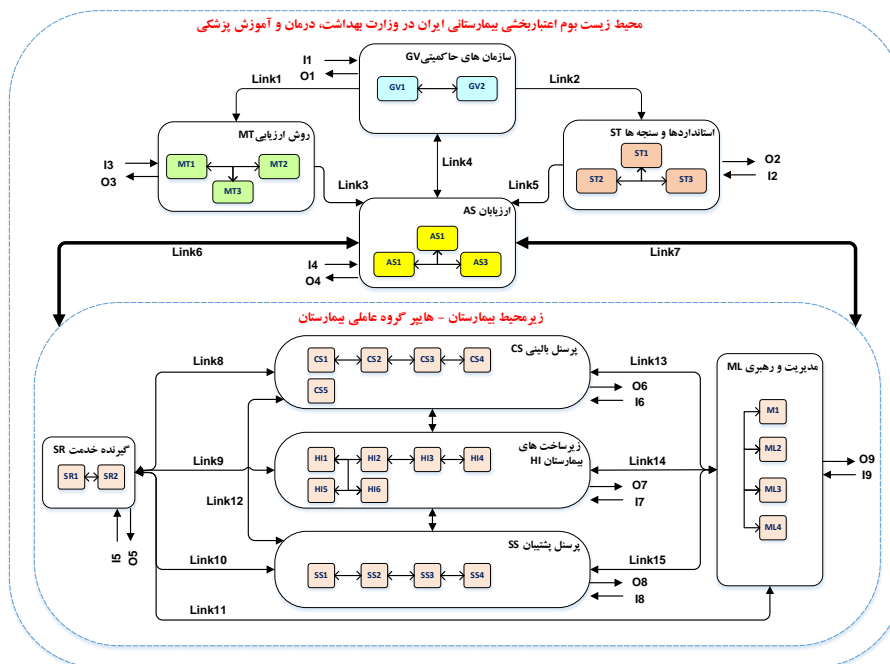 محیط زیست بوم اعتباربخشی بیمارستانی ایران در وزارت بهداشت، درمان و آموزش پزشکی
سازمان های حاکمیتی GV
I1
O1
Link1
Link2
GV1
GV2
روش ارزیابی MT
MT1
MT2
MT3
I3
O3
Link3
Link4
Link5
استانداردها و سنجه ها ST
ST1
ST2
ST3
O2
I2
ارزیابان AS
AS1
AS1
AS3
I4
O4
Link6
Link7
زیرمحیط بیمارستان - هایپر گروه عاملی بیمارستان
پرسنل بالینی CS
CS1
CS2
CS3
CS4
CS5
Link8
Link13
O6
I6
مدیریت و رهبری ML
M1
ML2
ML3
ML4
O9
I9
گیرنده خدمت SR
SR1
SR2
I5
O5
زیرساخت های
بیمارستان HI
HI1
HI2
HI3
HI4
HI5
HI6
Link9
Link14
O7
I7
Link12
پرسنل پشتیبان SS
SS1
SS2
SS3
SS4
Link10
Link15
O8
I8
Link11